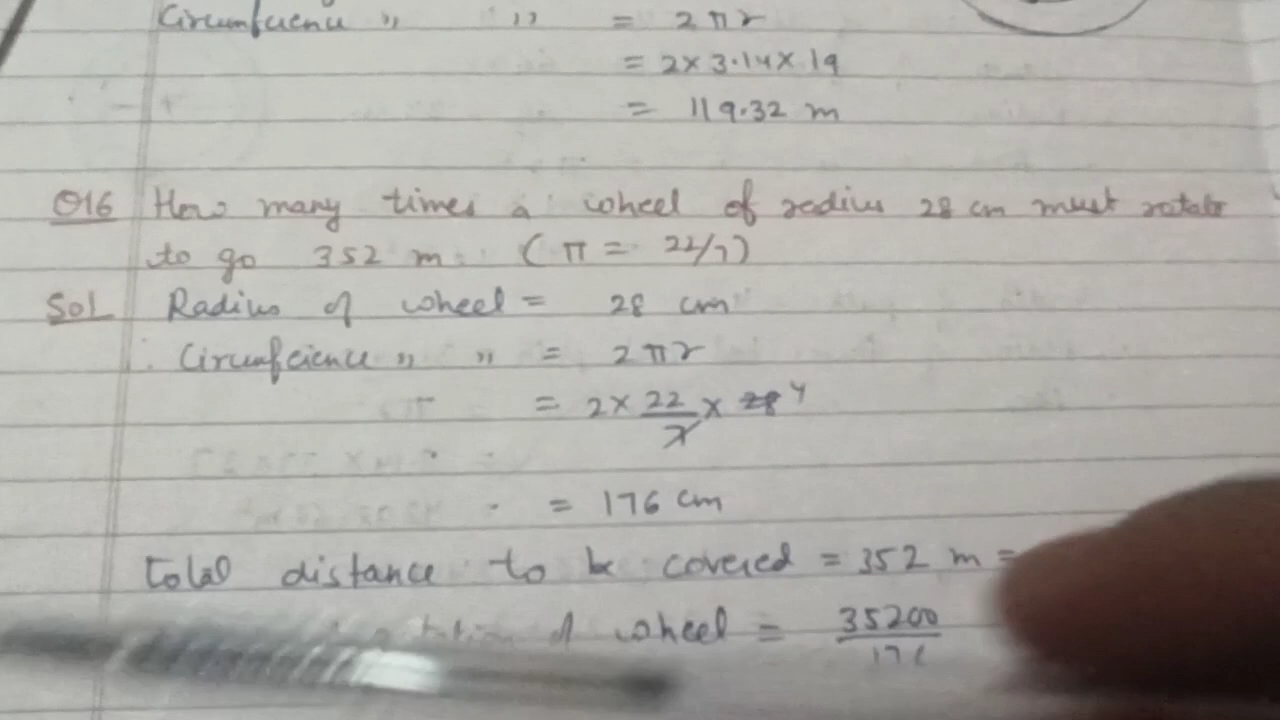 Circumference " " = 2πr
= 2 × 3.14 × 19
= 119.32 m
Q16 How many times a wheel of radius 28 cm must rotate
to go 352 m. (π = 22/7)
Sol Radius of wheel = 28 cm
Circumference " " = 2πr
= 2 × 22/7 × 28 4
= 176 cm
Total distance to be covered = 352 m =
of wheel = 35200/176